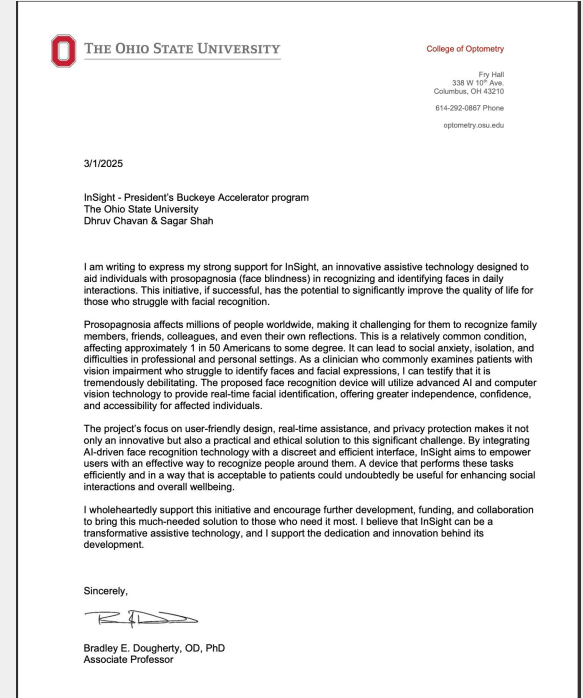 THE OHIO STATE UNIVERSITY
College of Optometry
Fry Hall
338 W 10th Ave.
Columbus, OH 43210
614-292-0867 Phone
optometry.osu.edu
3/1/2025
InSight - President's Buckeye Accelerator program
The Ohio State University
Dhruv Chavan & Sagar Shah
I am writing to express my strong support for InSight, an innovative assistive technology designed to
aid individuals with prosopagnosia (face blindness) in recognizing and identifying faces in daily
interactions. This initiative, if successful, has the potential to significantly improve the quality of life for
those who struggle with facial recognition.
Prosopagnosia affects millions of people worldwide, making it challenging for them to recognize family
members, friends, colleagues, and even their own reflections. This is a relatively common condition,
affecting approximately 1 in 50 Americans to some degree. It can lead to social anxiety, isolation, and
difficulties in professional and personal settings. As a clinician who commonly examines patients with
vision impairment who struggle to identify faces and facial expressions, I can testify that it is
tremendously debilitating. The proposed face recognition device will utilize advanced AI and computer
vision technology to provide real-time facial identification, offering greater independence, confidence,
and accessibility for affected individuals.
The project's focus on user-friendly design, real-time assistance, and privacy protection makes it not
only an innovative but also a practical and ethical solution to this significant challenge. By integrating
AI-driven face recognition technology with a discreet and efficient interface, InSight aims to empower
users with an effective way to recognize people around them. A device that performs these tasks
efficiently and in a way that is acceptable to patients could undoubtedly be useful for enhancing social
interactions and overall wellbeing.
I wholeheartedly support this initiative and encourage further development, funding, and collaboration
to bring this much-needed solution to those who need it most. I believe that InSight can be a
transformative assistive technology, and I support the dedication and innovation behind its
development.
Sincerely,
Bradley E. Dougherty, OD, PhD
Associate Professor